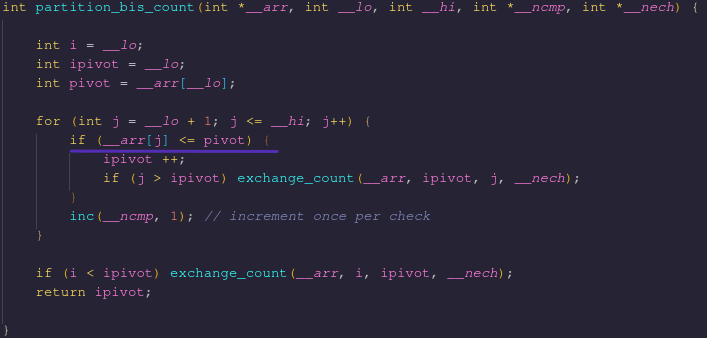 int partition_bis_count(int *__arr, int __lo, int __hi, int *__ncmp, int *__nech) {
int i = __lo;
int ipivot = __lo;
int pivot = __arr[__lo];
for (int j = __lo + 1; j <= __hi; j++) {
if (__arr[j] <= pivot) {
ipivot ++;
if (j > ipivot) exchange_count(__arr, ipivot, j, __nech);
}
inc(__ncmp, 1); // increment once per check
}
if (i < ipivot) exchange_count(__arr, i, ipivot, __nech);
return ipivot;
}